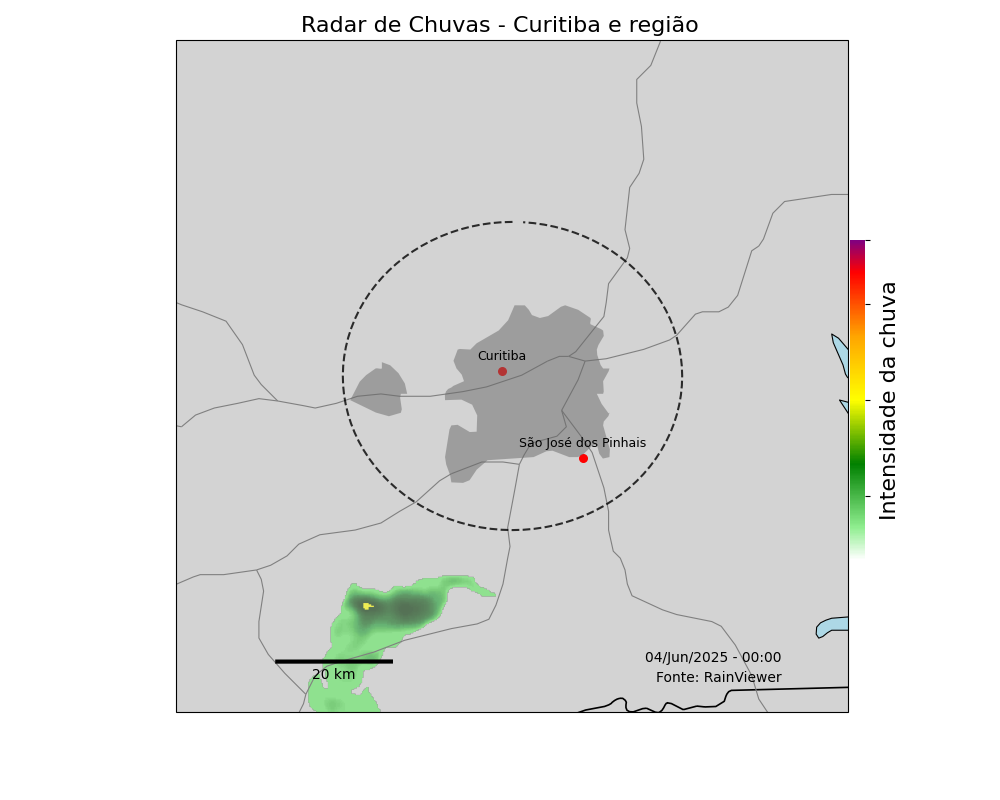 Radar de Chuvas - Curitiba e região
Curitiba
São José dos Pinhais
Intensidade da chuva
04/Jun/2025 - 00:00
Fonte: RainViewer
20 km